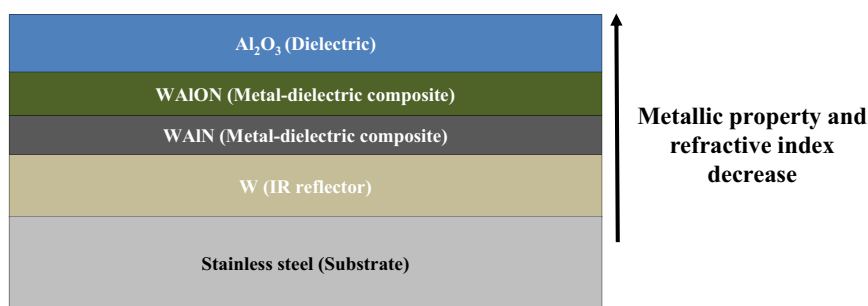 Al₂O₃ (Dielectric)
WAlON (Metal-dielectric composite)
WAlN (Metal-dielectric composite)
W (IR reflector)
Stainless steel (Substrate)
Metallic property and
refractive index
decrease